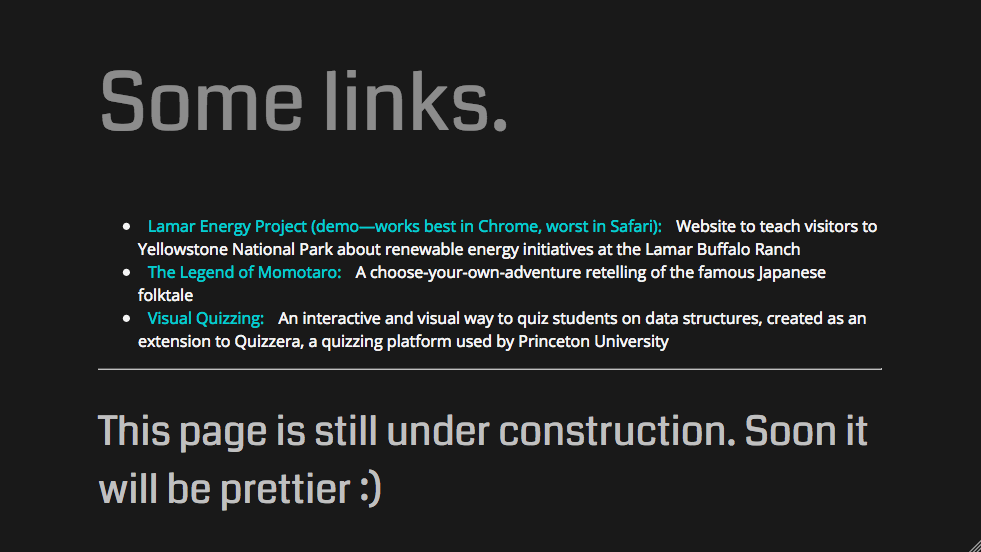 Some links.
• Lamar Energy Project (demo—works best in Chrome, worst in Safari): Website to teach visitors to
Yellowstone National Park about renewable energy initiatives at the Lamar Buffalo Ranch
• The Legend of Momotaro: A choose-your-own-adventure retelling of the famous Japanese
folktale
• Visual Quizzing: An interactive and visual way to quiz students on data structures, created as an
extension to Quizzera, a quizzing platform used by Princeton University
This page is still under construction. Soon it
will be prettier :)